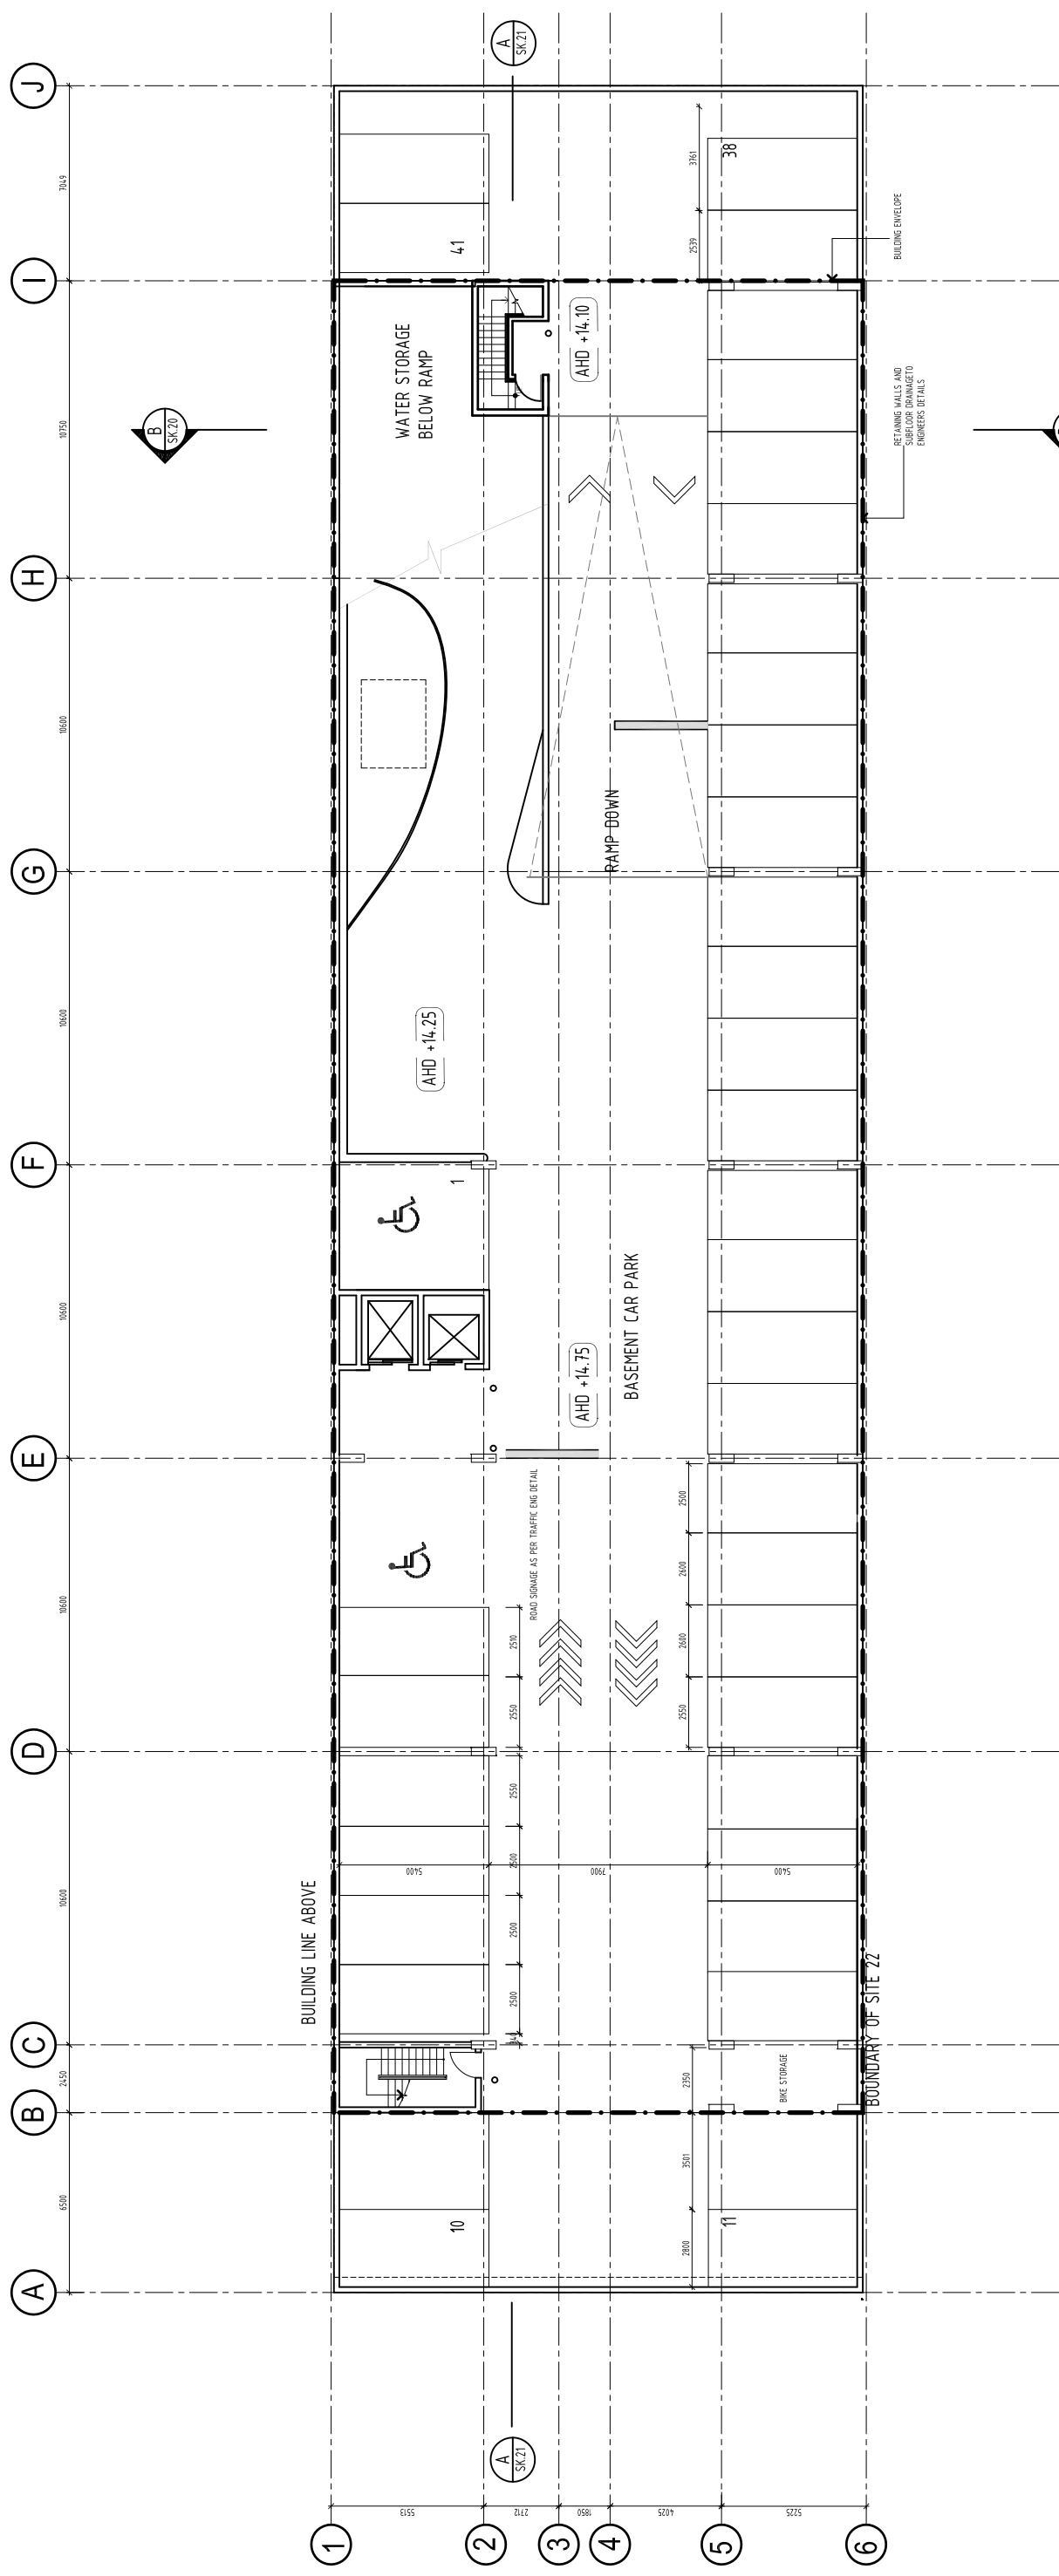 J
I
H
G
F
E
D
C
B
A
7049
10750
10600
10600
10600
10600
10600
2450
6500
A
SK.21
B
SK.20
41
38
3761
2539
BUILDING ENVELOPE
WATER STORAGE
BELOW RAMP
AHD +14.10
RETAINING WALLS AND
SUBFLOOR DRAINAGETO
ENGINEERS DETAILS
RAMP DOWN
AHD +14.25
1
BASEMENT CAR PARK
AHD +14.75
ROAD SIGNAGE AS PER TRAFFIC ENG DETAIL
2500
2600
2600
2550
2510
2550
2550
2500
2500
2500
340
5400
7900
5400
BUILDING LINE ABOVE
BOUNDARY OF SITE 22
BIKE STORAGE
2350
3501
2800
10
11
A
SK.21
5513
2712
1850
4025
5225
1
2
3
4
5
6